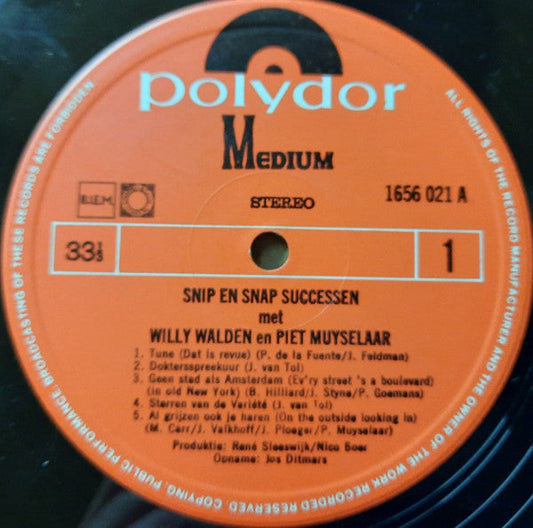 polydor
MEDIUM
B.I.E.M.
STEREO
1656 021 A
33⅓
1
SNIP EN SNAP SUCCESSEN
met
WILLY WALDEN en PIET MUYSELAAR
1. Tune (Dat is revue) (P. de la Fuente/J. Feldman)
2. Doktersspreekuur (J. van Tol)
3. Geen stad als Amsterdam (Ev'ry street 's a boulevard)
(in old New York) (B. Hilliard/J. Styne/P. Goemans)
4. Sterren van de Variété (J. van Tol)
5. Al grijzen ook je haren (On the outside looking in)
(M. Carr/J. Valkhoff/J. Ploeger/P. Muyselaar)
Produktie: René Sleeswijk/Nico Boer
Opname: Jos Ditmars
ALL RIGHTS OF THE RECORD MANUFACTURER AND THE OWNER OF THE WORK RECORDED RESERVED. COPYING, PUBLIC PERFORMANCE, BROADCASTING OF THESE RECORDS ARE FORBIDDEN